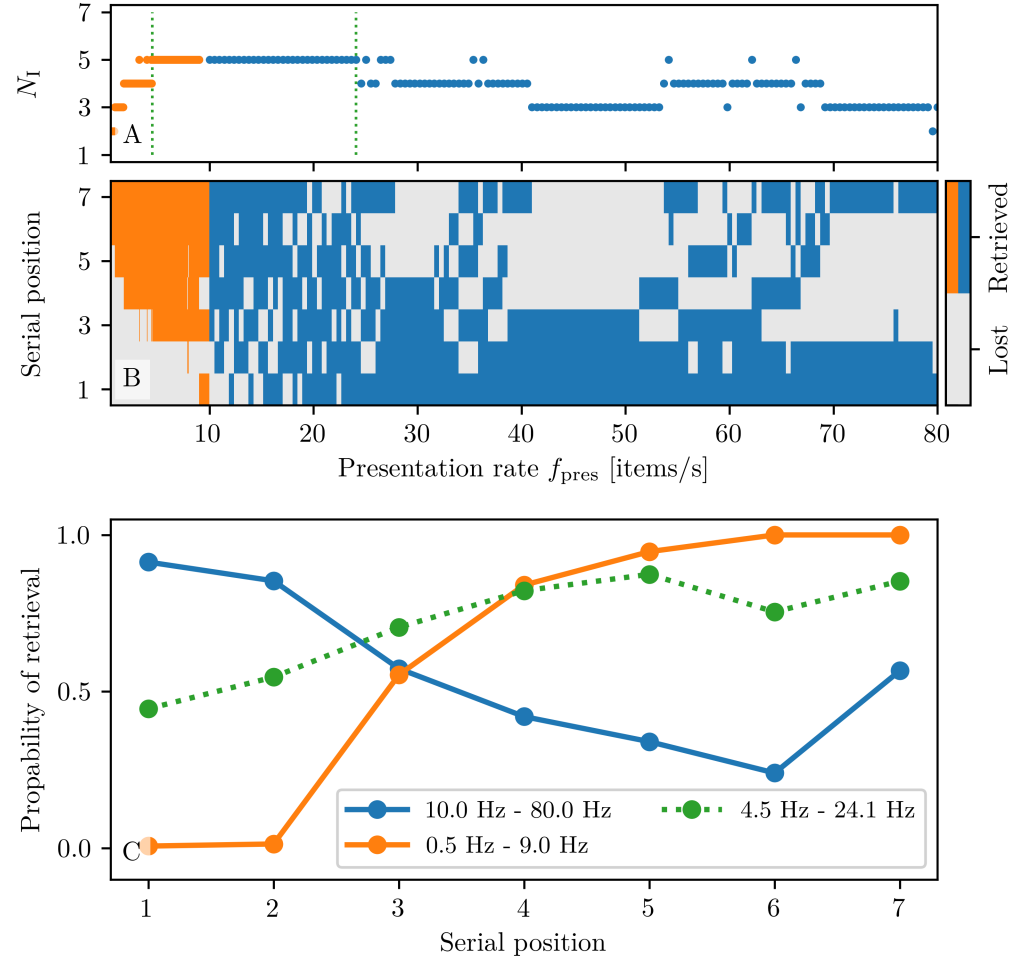 7
5
3
1
N_I
A
7
5
3
1
Serial position
B
Retrieved
Lost
10 20 30 40 50 60 70 80
Presentation rate f_pres [items/s]
1.0
0.5
0.0
Propability of retrieval
C
10.0 Hz - 80.0 Hz
0.5 Hz - 9.0 Hz
4.5 Hz - 24.1 Hz
1 2 3 4 5 6 7
Serial position